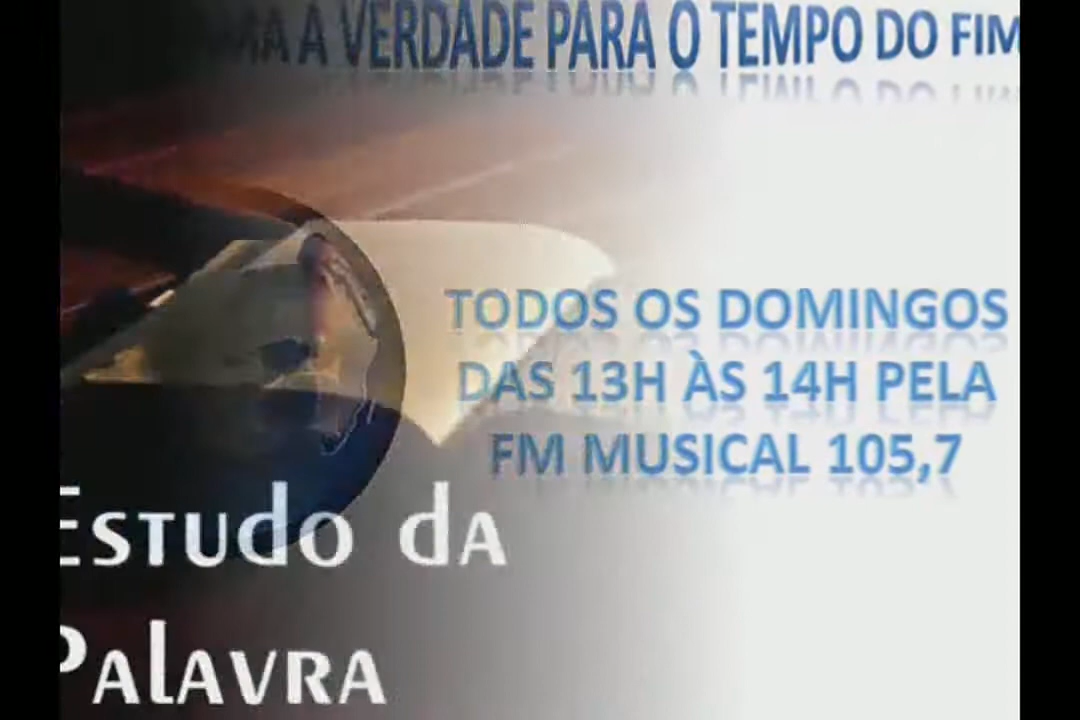 A VERDADE PARA O TEMPO DO FIM
TODOS OS DOMINGOS
DAS 13H ÀS 14H PELA
FM MUSICAL 105,7
ESTUDO DA
PALAVRA